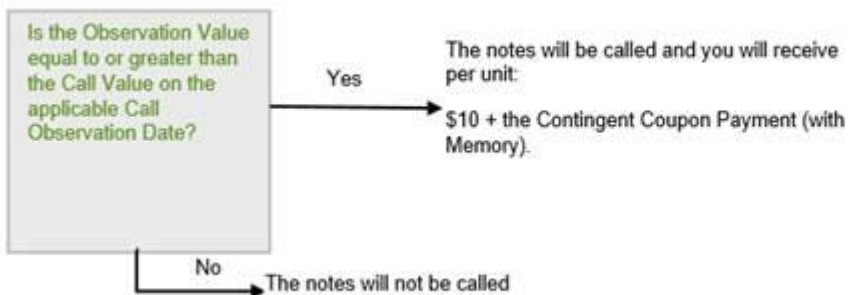 Is the Observation Value
equal to or greater than
the Call Value on the
applicable Call
Observation Date?
Yes
The notes will be called and you will receive
per unit:
$10 + the Contingent Coupon Payment (with
Memory).
No
The notes will not be called